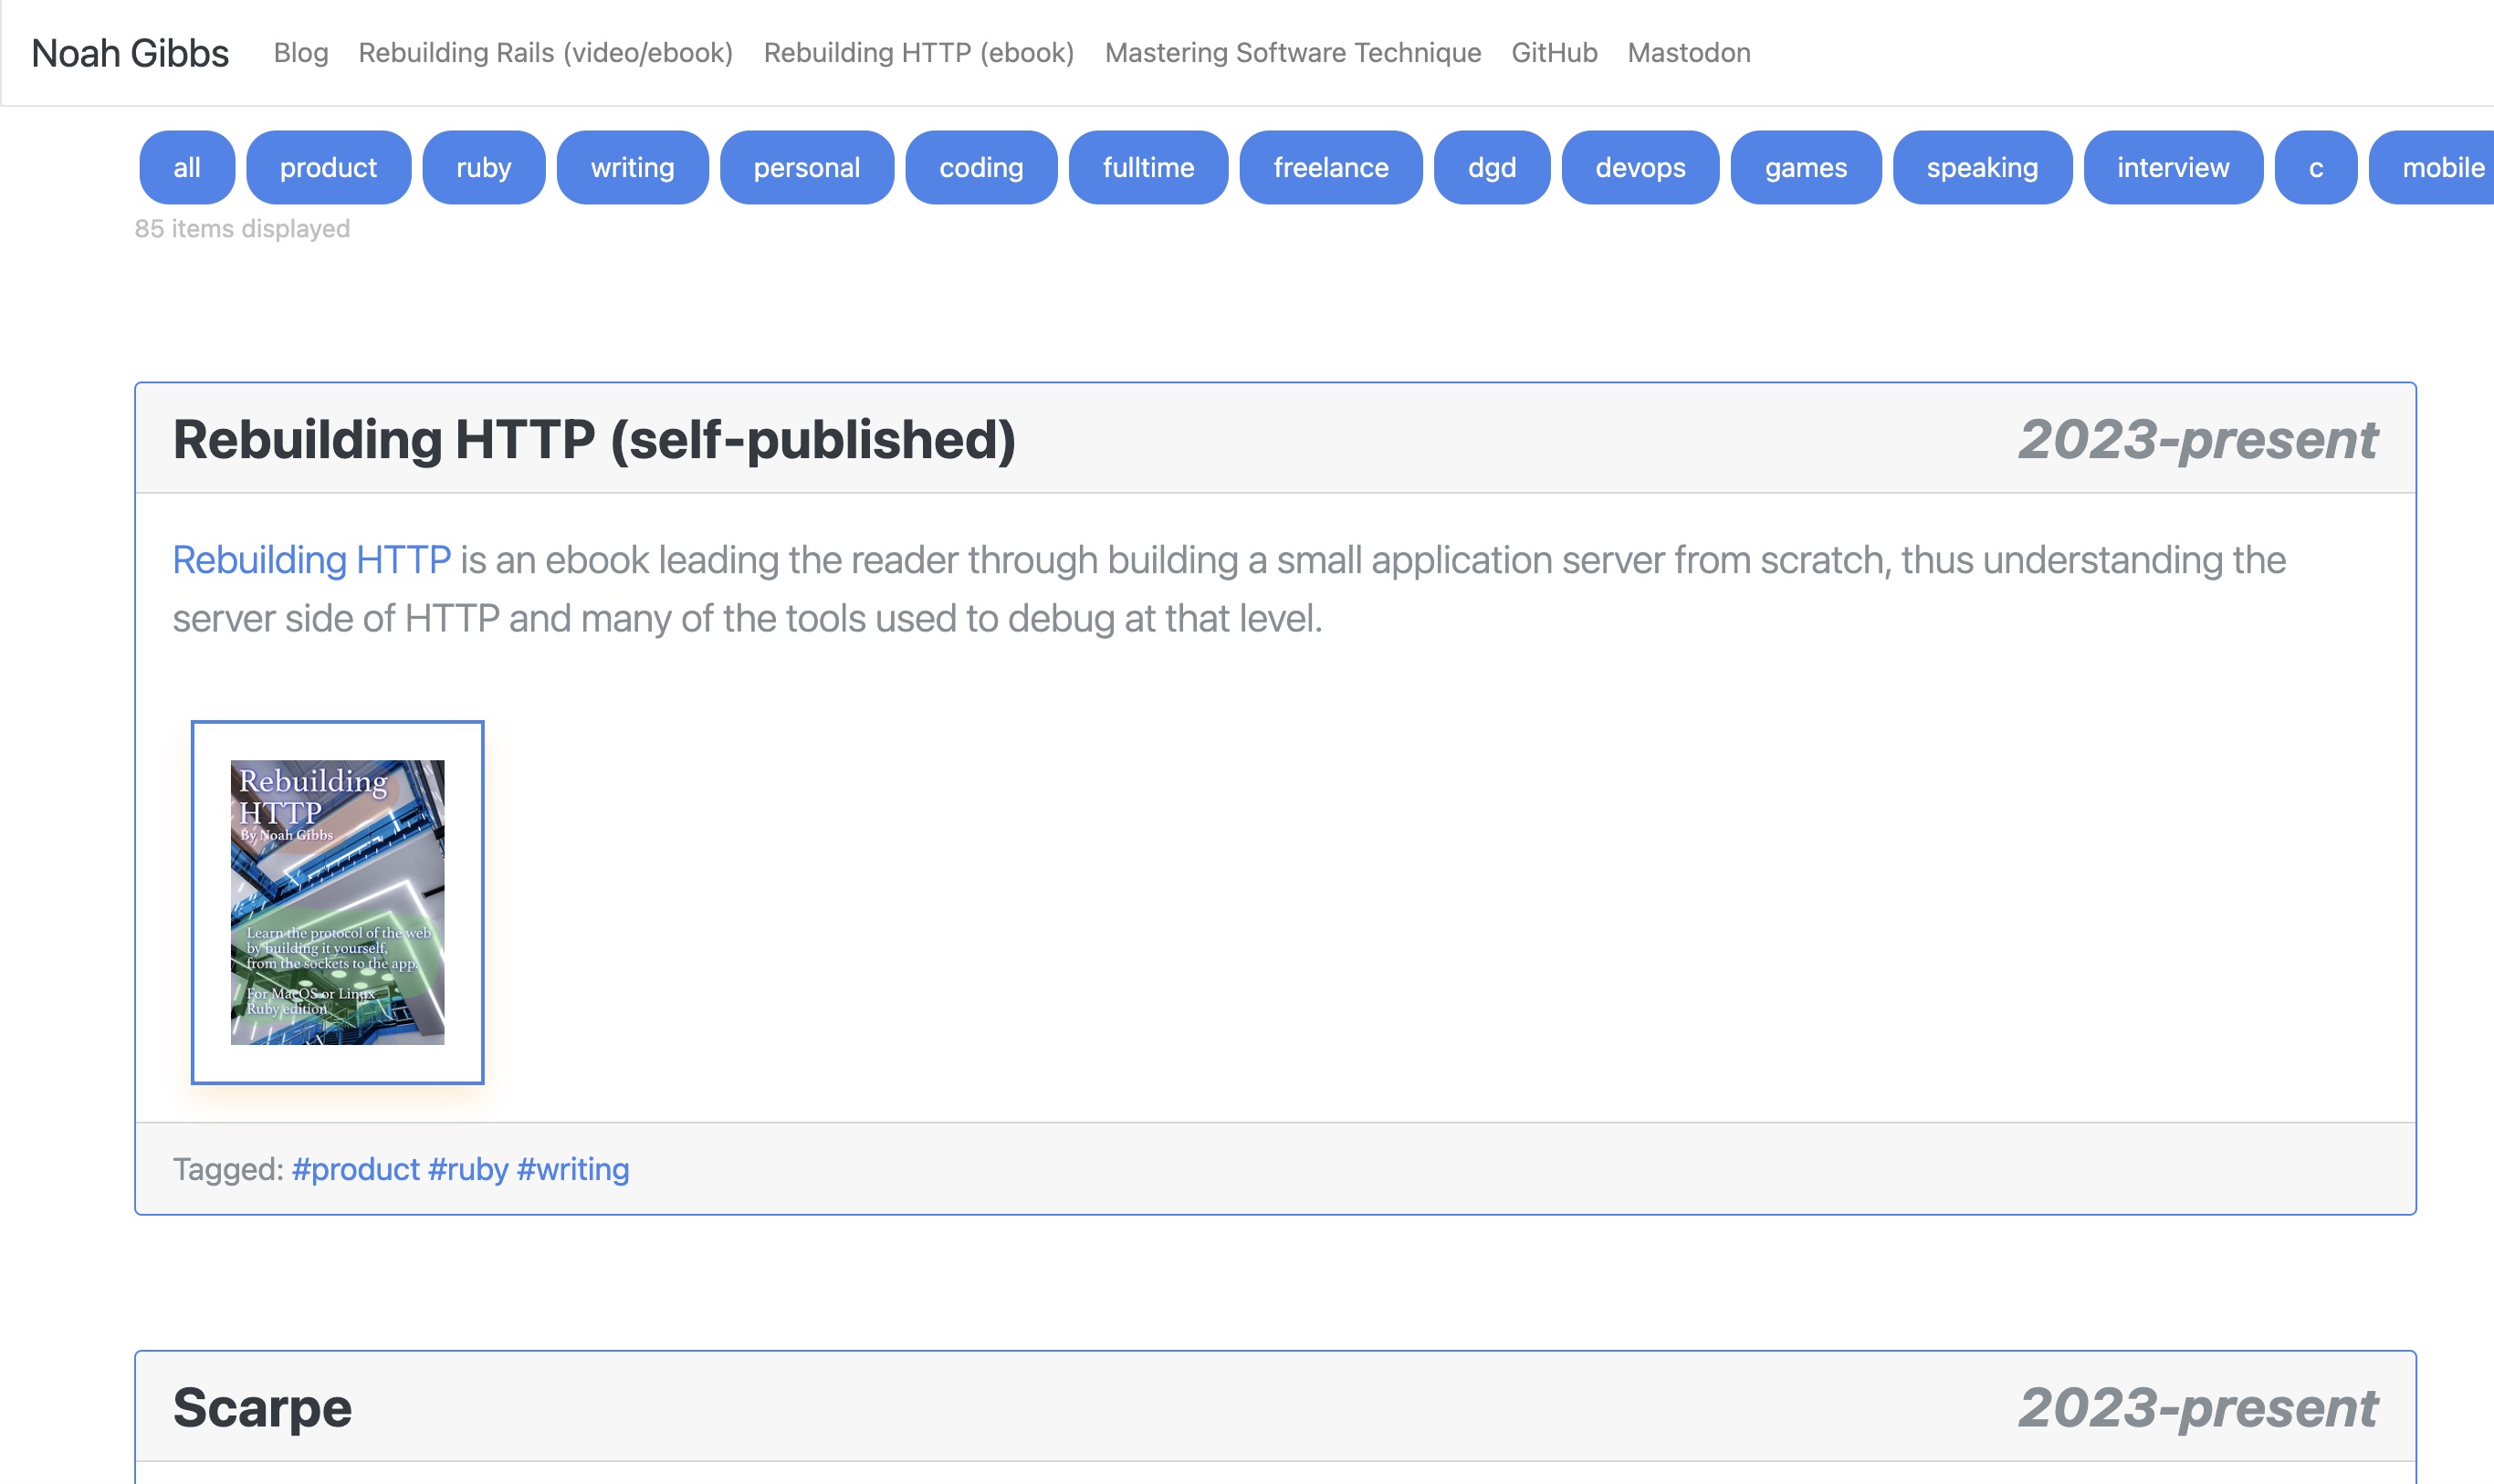 Noah Gibbs Blog Rebuilding Rails (video/ebook) Rebuilding HTTP (ebook) Mastering Software Technique GitHub Mastodon
all product ruby writing personal coding fulltime freelance dgd devops games speaking interview c mobile
85 items displayed
Rebuilding HTTP (self-published) 2023-present
Rebuilding HTTP is an ebook leading the reader through building a small application server from scratch, thus understanding the
server side of HTTP and many of the tools used to debug at that level.
Rebuilding
HTTP
By Noah Gibbs
Learn the protocol of the web
by building it yourself,
from the sockets to the app.
For MacOS or Linux
Ruby edition
Tagged: #product #ruby #writing
Scarpe 2023-present